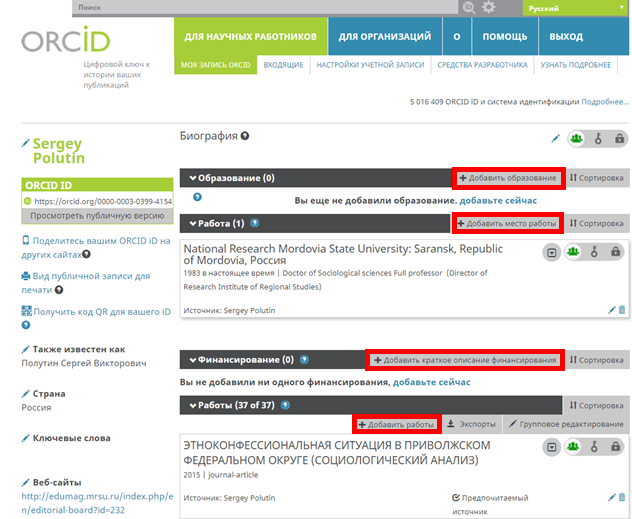 Поиск
Русский
ORCID
Цифровой ключ к
истории ваших
публикаций
ДЛЯ НАУЧНЫХ РАБОТНИКОВ
ДЛЯ ОРГАНИЗАЦИЙ
О
ПОМОЩЬ
ВЫХОД
МОЯ ЗАПИСЬ ORCID
ВХОДЯЩИЕ
НАСТРОЙКИ УЧЕТНОЙ ЗАПИСИ
СРЕДСТВА РАЗРАБОТЧИКА
УЗНАТЬ ПОДРОБНЕЕ
5 016 409 ORCID iD и система идентификации Подробнее...
Sergey
Polutin
ORCID ID
https://orcid.org/0000-0003-0399-4154
Просмотреть публичную версию
Поделитесь вашим ORCID iD на
других сайтах
Вид публичной записи для
печати
Получить код QR для вашего iD
Также известен как
Полутин Сергей Викторович
Страна
Россия
Ключевые слова
Веб-сайты
http://edumag.mrsu.ru/index.php/e
n/editorial-board?id=232
Биография
Образование (0)
Добавить образование
Сортировка
Вы еще не добавили образование. добавьте сейчас
Работа (1)
Добавить место работы
Сортировка
National Research Mordovia State University: Saransk, Republic
of Mordovia, Россия
1983 в настоящее время | Doctor of Sociological sciences Full professor (Director of
Research Institute of Regional Studies)
Источник: Sergey Polutin
Финансирование (0)
Добавить краткое описание финансирования
Сортировка
Вы не добавили ни одного финансирования, добавьте сейчас
Работы (37 of 37)
Сортировка
Добавить работы
Экспорты
Групповое редактирование
ЭТНОКОНФЕССИОНАЛЬНАЯ СИТУАЦИЯ В ПРИВОЛЖСКОМ
ФЕДЕРАЛЬНОМ ОКРУГЕ (СОЦИОЛОГИЧЕСКИЙ АНАЛИЗ)
2015 | journal-article
Источник: Sergey Polutin
Предпочитаемый
источник